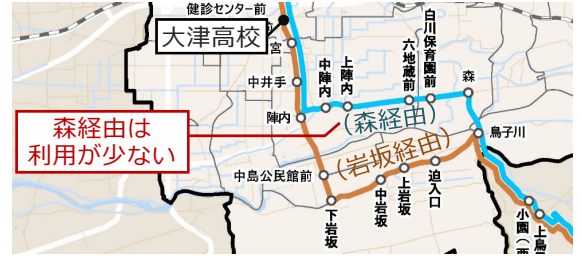 健診センター前
大津高校
宮
中井手
陣内
中陣内
上陣内
六地蔵前
白川保育園前
森
森経由は
利用が少ない
(森経由)
(岩坂経由)
鳥子川
中島公民館前
下岩坂
中岩坂
上岩坂
迫入口
小園(西
上鳥